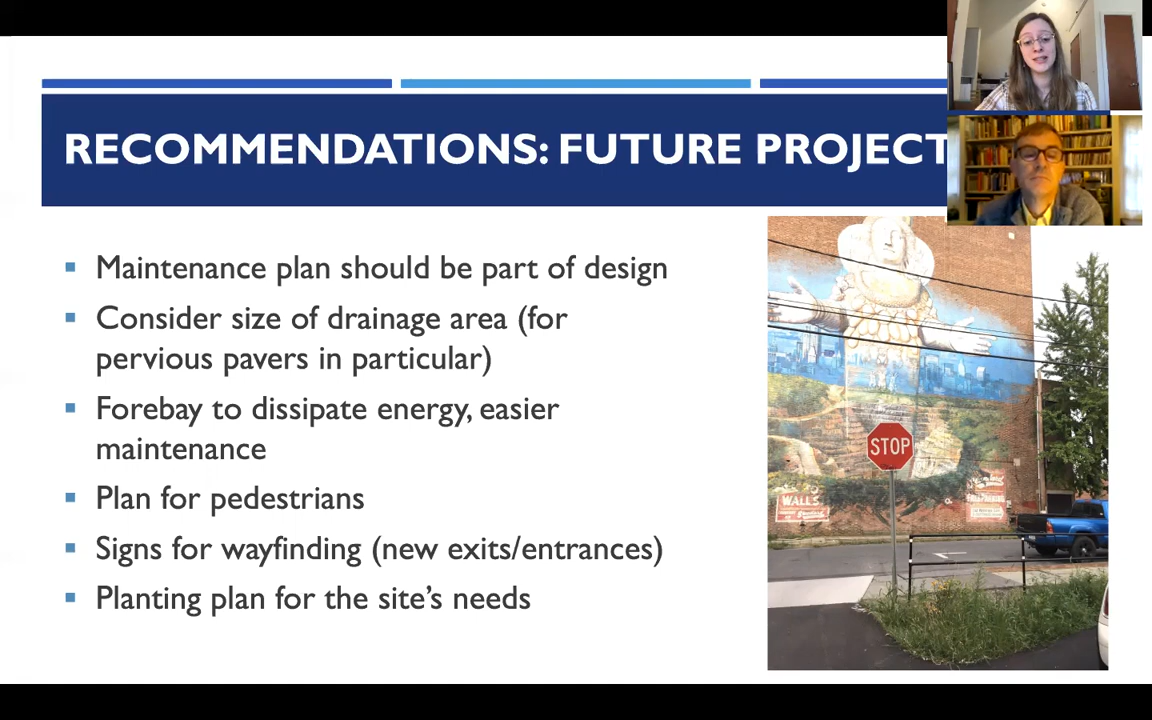 RECOMMENDATIONS: FUTURE PROJECT
Maintenance plan should be part of design
Consider size of drainage area (for
pervious pavers in particular)
Forebay to dissipate energy, easier
maintenance
Plan for pedestrians
Signs for wayfinding (new exits/entrances)
Planting plan for the site's needs
STOP
WALLS